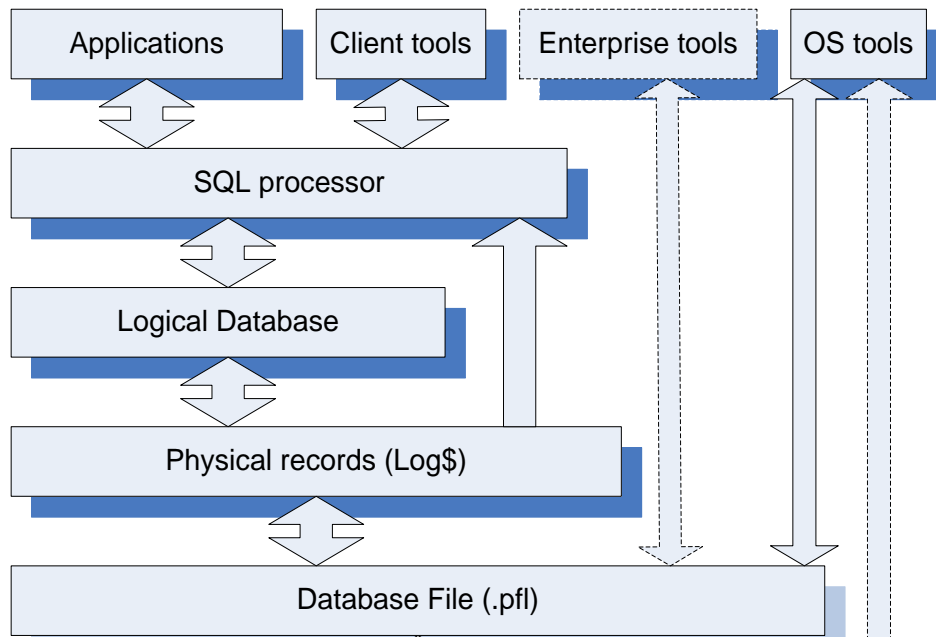 Applications
Client tools
Enterprise tools
OS tools
SQL processor
Logical Database
Physical records (Log$)
Database File (.pfl)